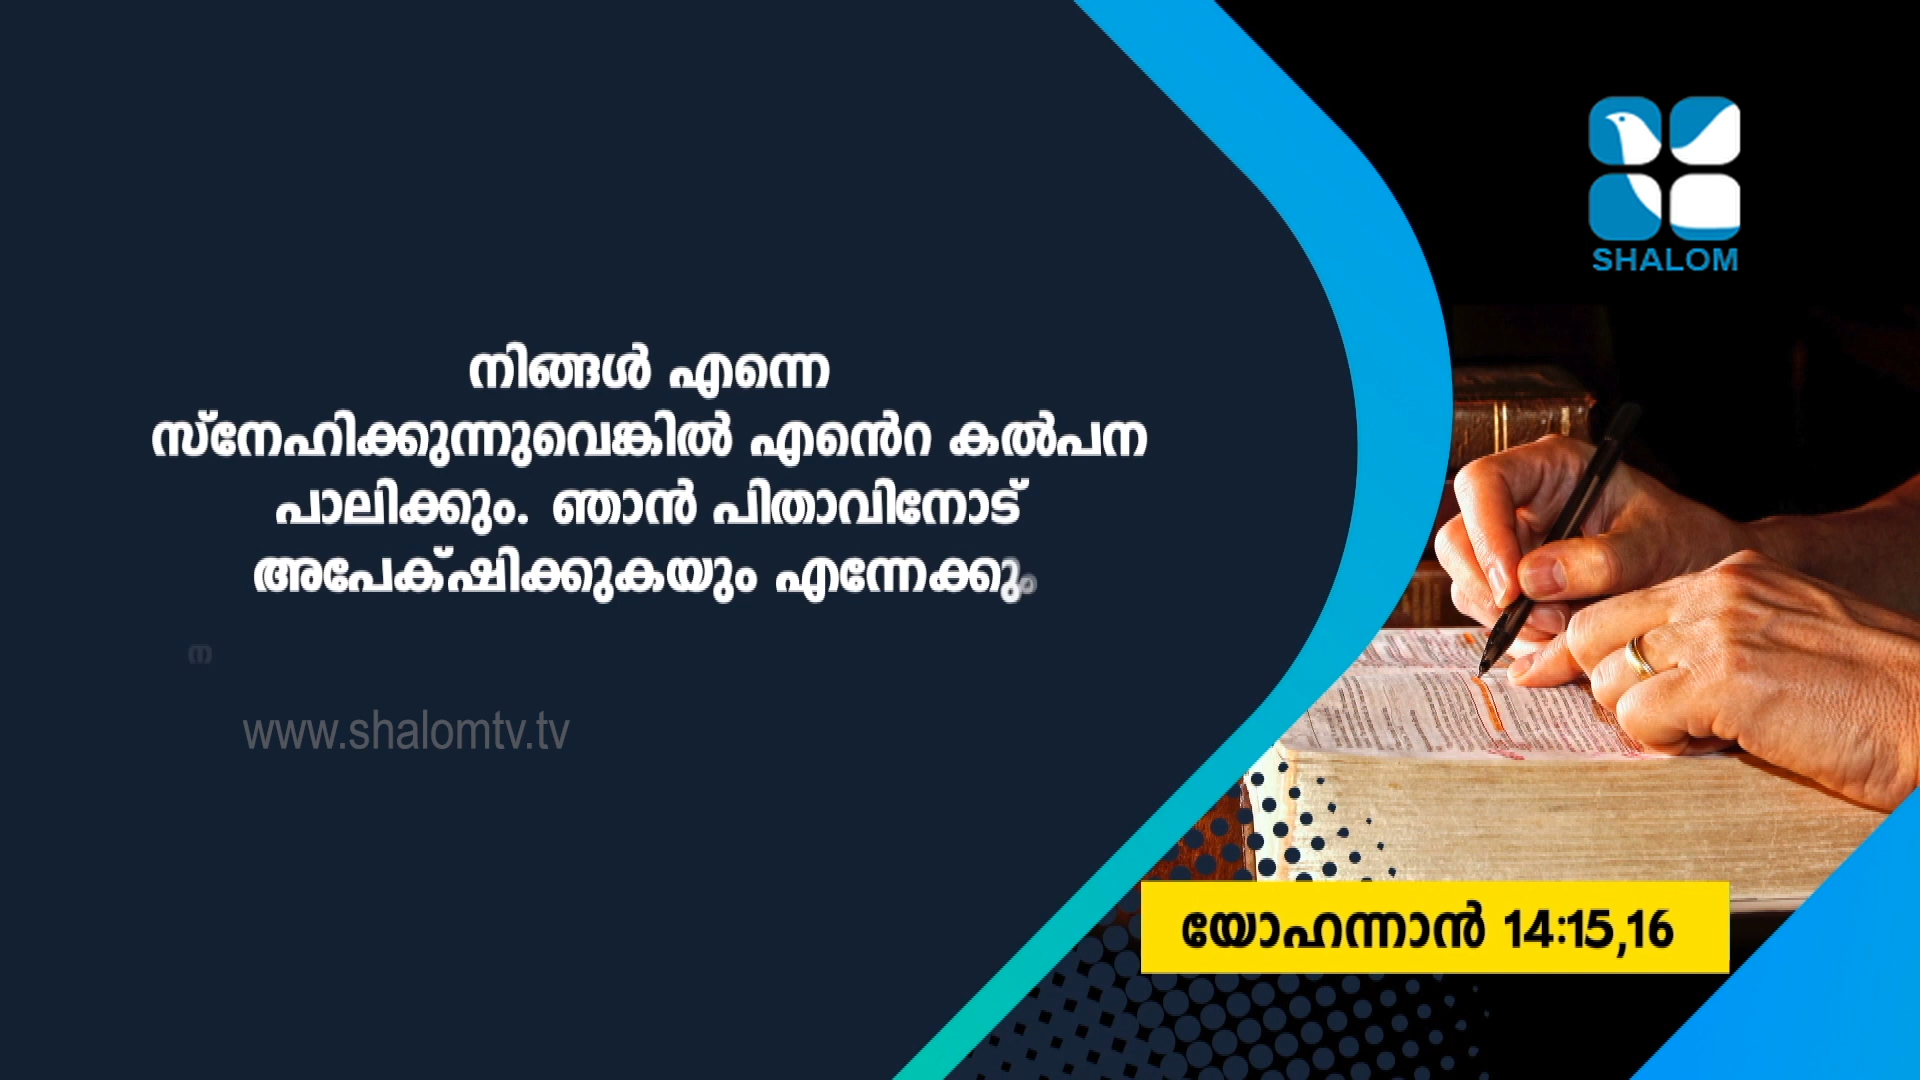 SHALOM
നിങ്ങൾ എന്നെ
സ്നേഹിക്കുന്നുവെങ്കിൽ എന്റെ കൽപന
പാലിക്കും. ഞാൻ പിതാവിനോട്
അപേക്ഷിക്കുകയും എന്നേക്കും
ന
www.shalomtv.tv
യോഹന്നാൻ 14:15,16